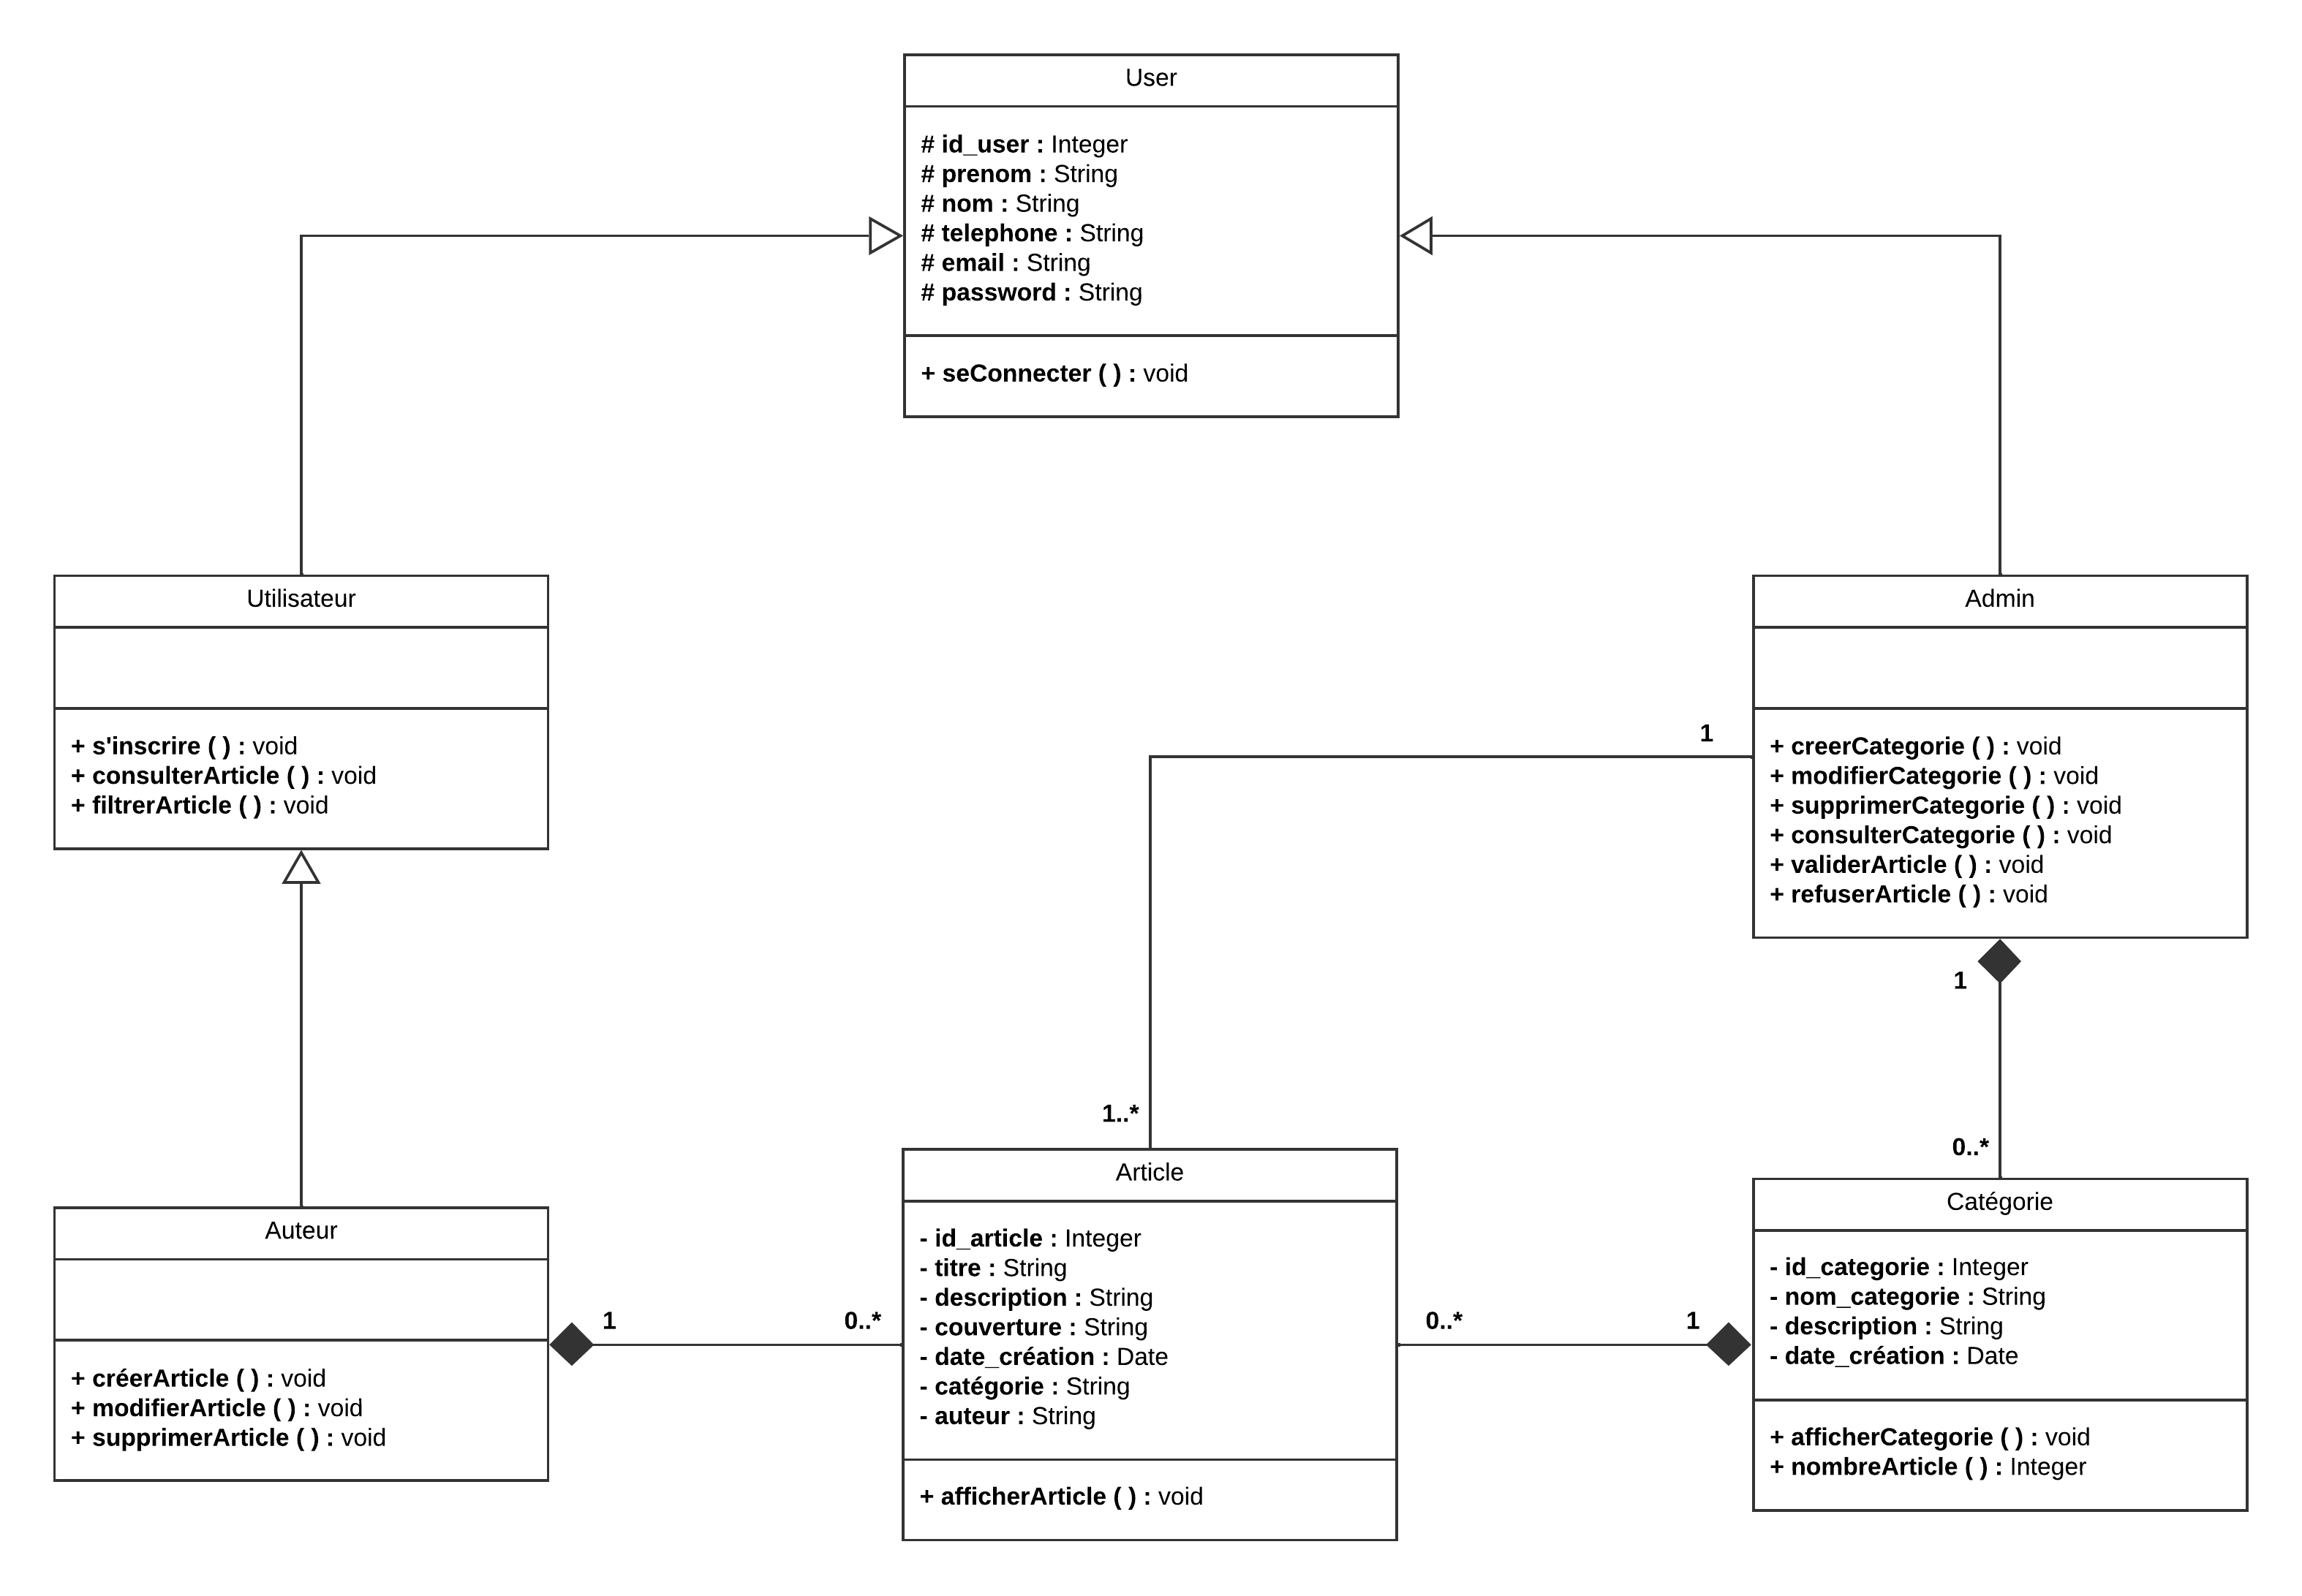 User
# id_user : Integer
# prenom : String
# nom : String
# telephone : String
# email : String
# password : String
+ seConnecter ( ) : void
Utilisateur
+ s'inscrire ( ) : void
+ consulterArticle ( ) : void
+ filtrerArticle ( ) : void
Admin
+ creerCategorie ( ) : void
+ modifierCategorie ( ) : void
+ supprimerCategorie ( ) : void
+ consulterCategorie ( ) : void
+ validerArticle ( ) : void
+ refuserArticle ( ) : void
1
1..*
1
0..*
Auteur
+ créerArticle ( ) : void
+ modifierArticle ( ) : void
+ supprimerArticle ( ) : void
1
0..*
Article
- id_article : Integer
- titre : String
- description : String
- couverture : String
- date_création : Date
- catégorie : String
- auteur : String
+ afficherArticle ( ) : void
0..*
1
Catégorie
- id_categorie : Integer
- nom_categorie : String
- description : String
- date_création : Date
+ afficherCategorie ( ) : void
+ nombreArticle ( ) : Integer